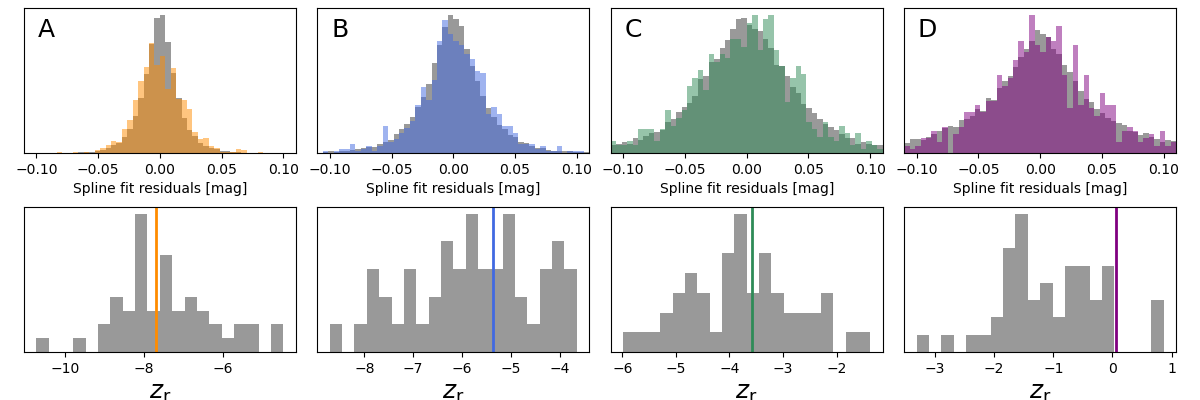 A
B
C
D
−0.10 −0.05 0.00 0.05 0.10
−0.10 −0.05 0.00 0.05 0.10
−0.10 −0.05 0.00 0.05 0.10
−0.10 −0.05 0.00 0.05 0.10
Spline fit residuals [mag]
Spline fit residuals [mag]
Spline fit residuals [mag]
Spline fit residuals [mag]
−10 −8 −6
−8 −7 −6 −5 −4
−6 −5 −4 −3 −2
−3 −2 −1 0 1
zr
zr
zr
zr